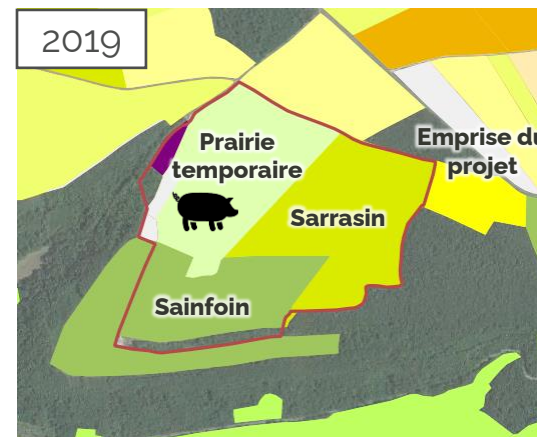 2019
Prairie
temporaire
Emprise du
projet
Sarrasin
Sainfoin